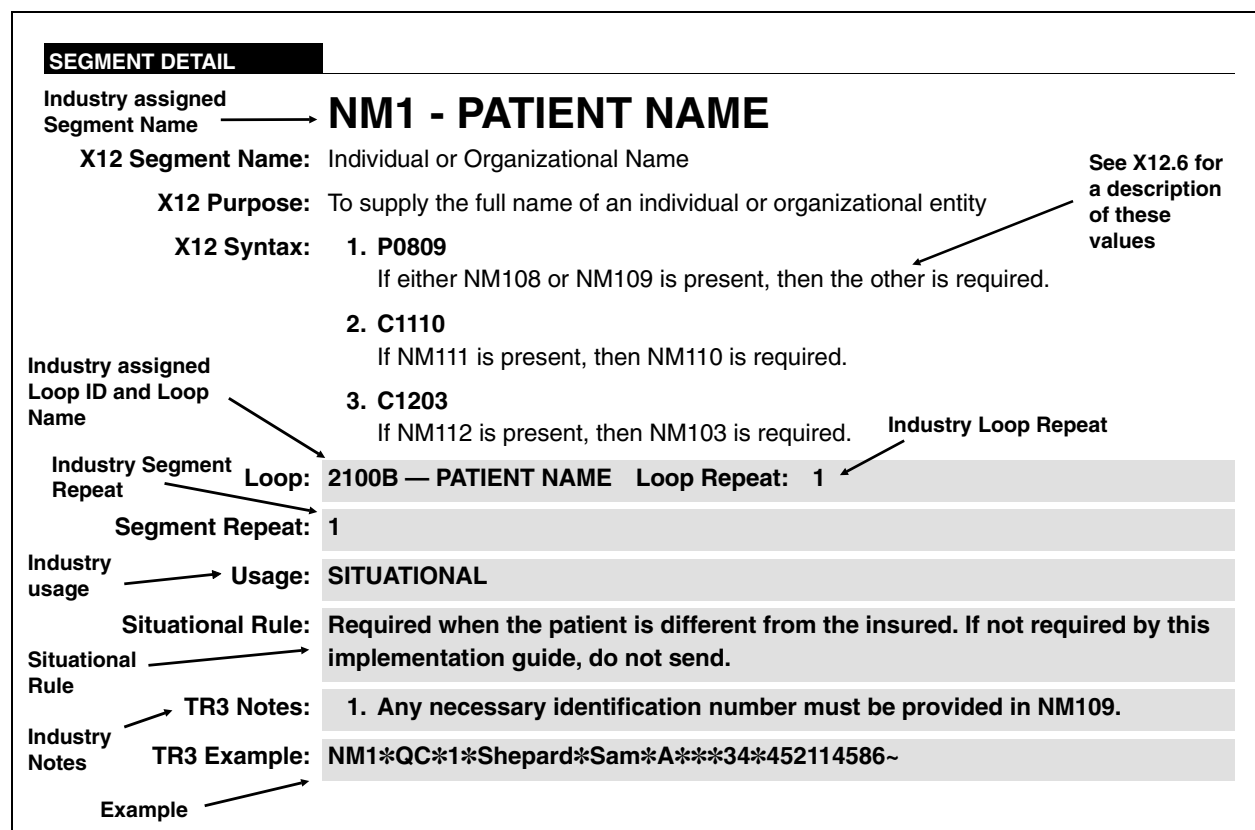 SEGMENT DETAIL
Industry assigned
Segment Name
NM1 - PATIENT NAME
X12 Segment Name: Individual or Organizational Name
See X12.6 for
a description
of these
values
X12 Purpose: To supply the full name of an individual or organizational entity
X12 Syntax: 1. P0809
If either NM108 or NM109 is present, then the other is required.
2. C1110
If NM111 is present, then NM110 is required.
Industry assigned
Loop ID and Loop
Name
3. C1203
If NM112 is present, then NM103 is required.
Industry Loop Repeat
Industry Segment
Repeat
Loop: 2100B — PATIENT NAME Loop Repeat: 1
Segment Repeat: 1
Industry
usage
Usage: SITUATIONAL
Situational Rule: Required when the patient is different from the insured. If not required by this
implementation guide, do not send.
Situational
Rule
TR3 Notes: 1. Any necessary identification number must be provided in NM109.
Industry
Notes
TR3 Example: NM1✽QC✽1✽Shepard✽Sam✽A✽✽✽34✽452114586~
Example